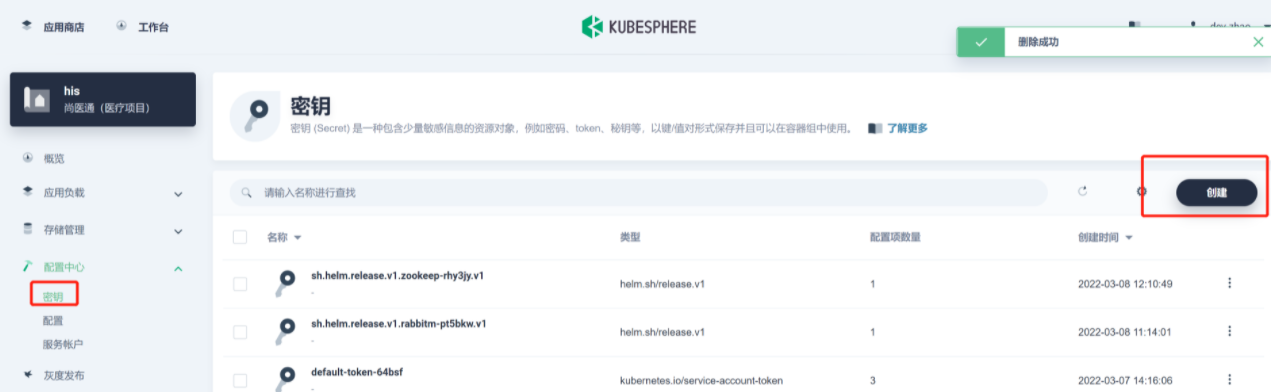 应用商店 工作台 KUBESPHERE
删除成功
his
尚医通（医疗项目）
密钥
密钥 (Secret) 是一种包含少量敏感信息的资源对象，例如密码、token、秘钥等，以键/值对形式保存并且可以在容器组中使用。 了解更多
概览
应用负载
存储管理
配置中心
密钥
配置
服务帐户
灰度发布
请输入名称进行查找 创建
名称 类型 配置项数量 创建时间
sh.helm.release.v1.zookeep-rhy3jy.v1 helm.sh/release.v1 1 2022-03-08 12:10:49
-
sh.helm.release.v1.rabbitm-pt5bkw.v1 helm.sh/release.v1 1 2022-03-08 11:14:01
-
default-token-64bsf kubernetes.io/service-account-token 3 2022-03-07 14:16:06
-